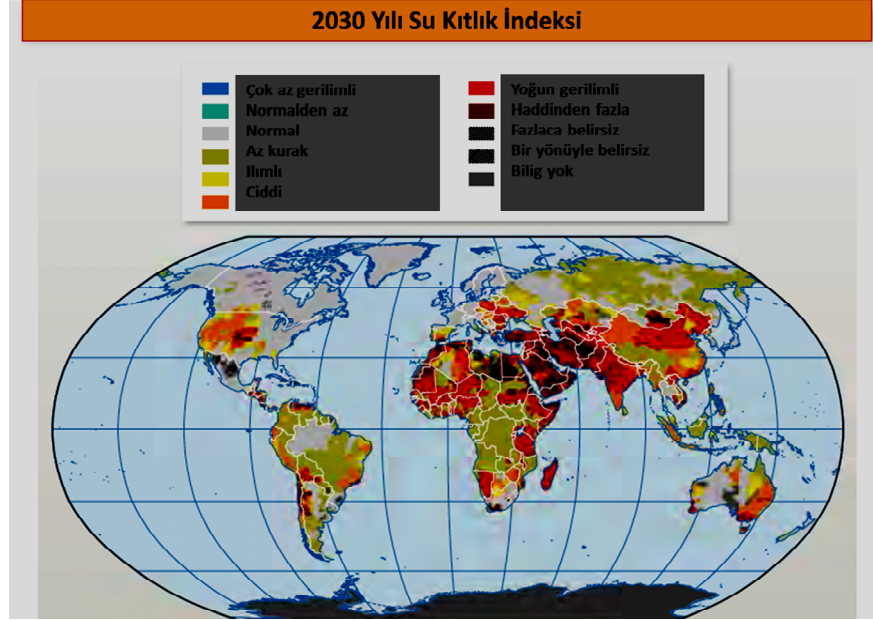 2030 Yılı Su Kıtlık İndeksi
Çok az gerilimli
Normalden az
Normal
Az kurak
Ilımlı
Ciddi
Yoğun gerilimli
Haddinden fazla
Fazlaca belirsiz
Bir yönüyle belirsiz
Bilig yok